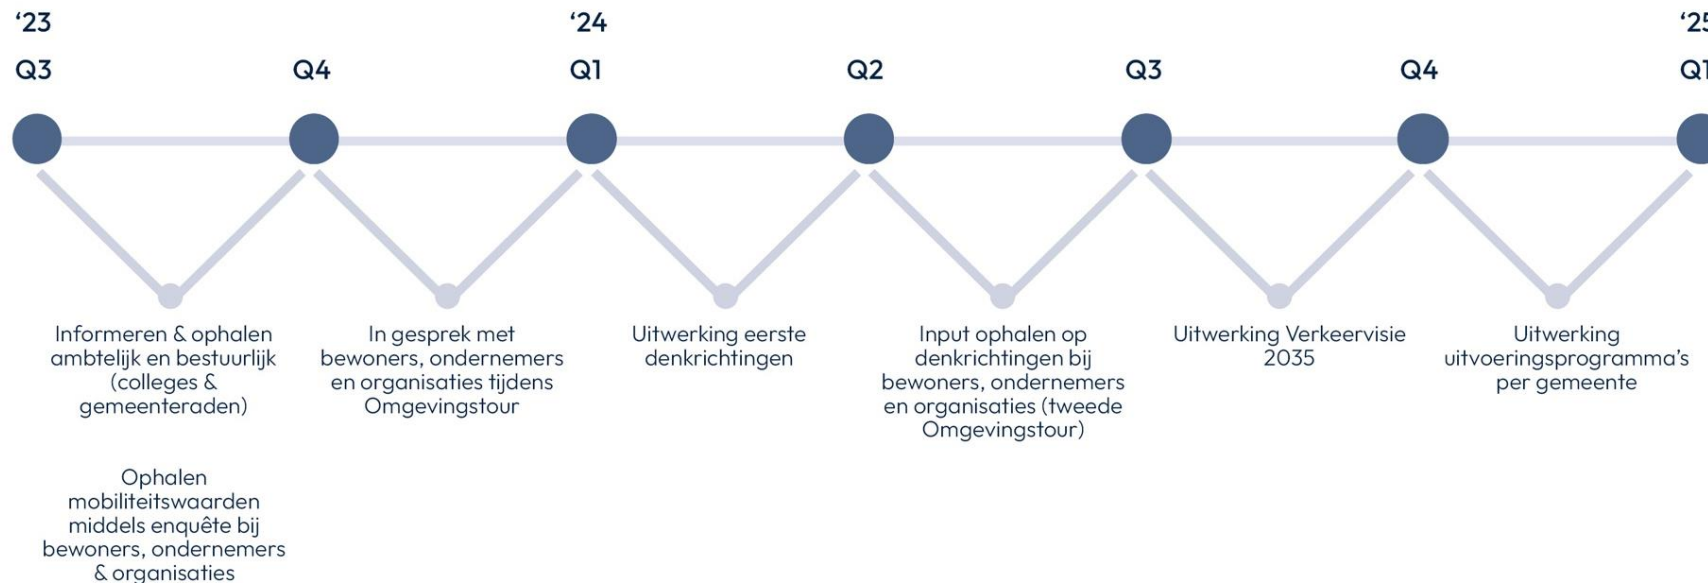 ‘23
‘24
‘25
Q3
Q4
Q1
Q2
Q3
Q4
Q1
Informeren & ophalen
ambtelijk en bestuurlijk
(colleges &
gemeenteraden)
Ophalen
mobiliteitswaarden
middels enquête bij
bewoners, ondernemers
& organisaties
In gesprek met
bewoners, ondernemers
en organisaties tijdens
Omgevingstour
Uitwerking eerste
denkrichtingen
Input ophalen op
denkrichtingen bij
bewoners, ondernemers
en organisaties (tweede
Omgevingstour)
Uitwerking Verkeervisie
2035
Uitwerking
uitvoeringsprogramma’s
per gemeente